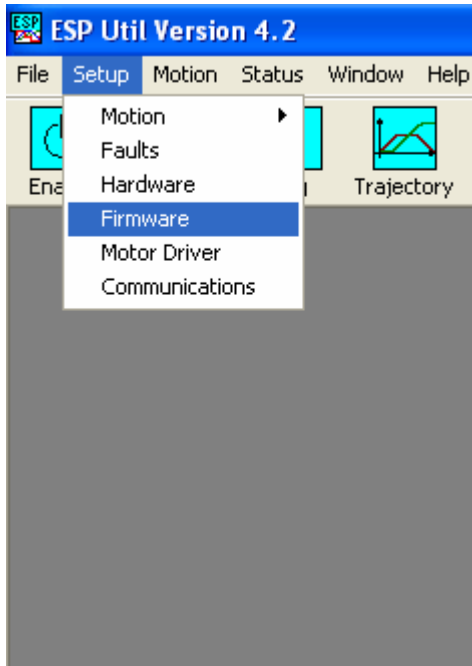 ESP
ESP Util Version 4.2
File Setup Motion Status Window Help
Motion
Faults
Hardware
Firmware
Motor Driver
Communications
Trajectory